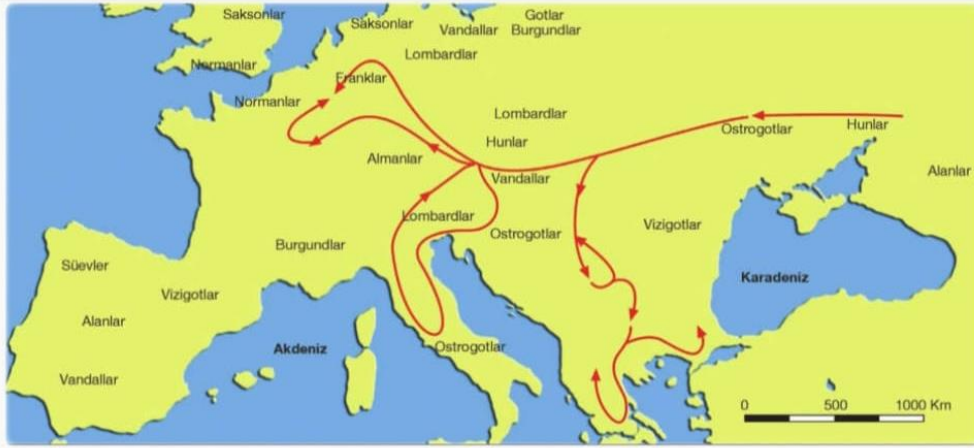 Saksonlar
Saksonlar
Vandallar
Gotlar
Burgundlar
Lombardlar
Normanlar
Franklar
Normanlar
Lombardlar
Ostrogotlar
Hunlar
Hunlar
Almanlar
Vandallar
Alanlar
Lombardlar
Ostrogotlar
Vizigotlar
Burgundlar
Süevler
Vizigotlar
Karadeniz
Alanlar
Akdeniz
Ostrogotlar
Vandallar
0 500 1000 Km